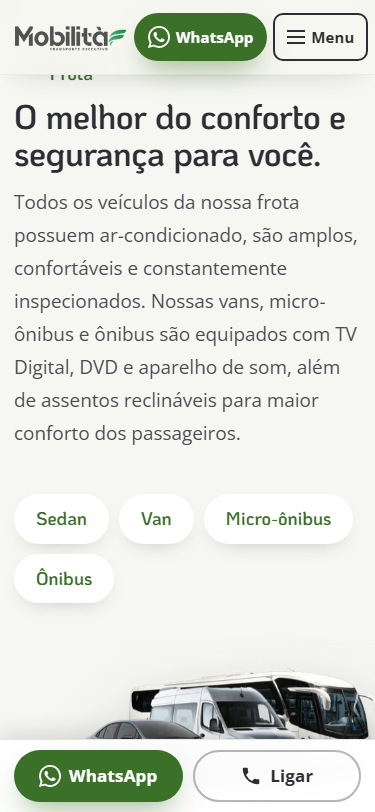 Mobilità
TRANSPORTE EXECUTIVO
WhatsApp
Menu
Frota
O melhor do conforto e
segurança para você.
Todos os veículos da nossa frota
possuem ar-condicionado, são amplos,
confortáveis e constantemente
inspecionados. Nossas vans, micro-
ônibus e ônibus são equipados com TV
Digital, DVD e aparelho de som, além
de assentos reclináveis para maior
conforto dos passageiros.
Sedan
Van
Micro-ônibus
Ônibus
WhatsApp
Ligar